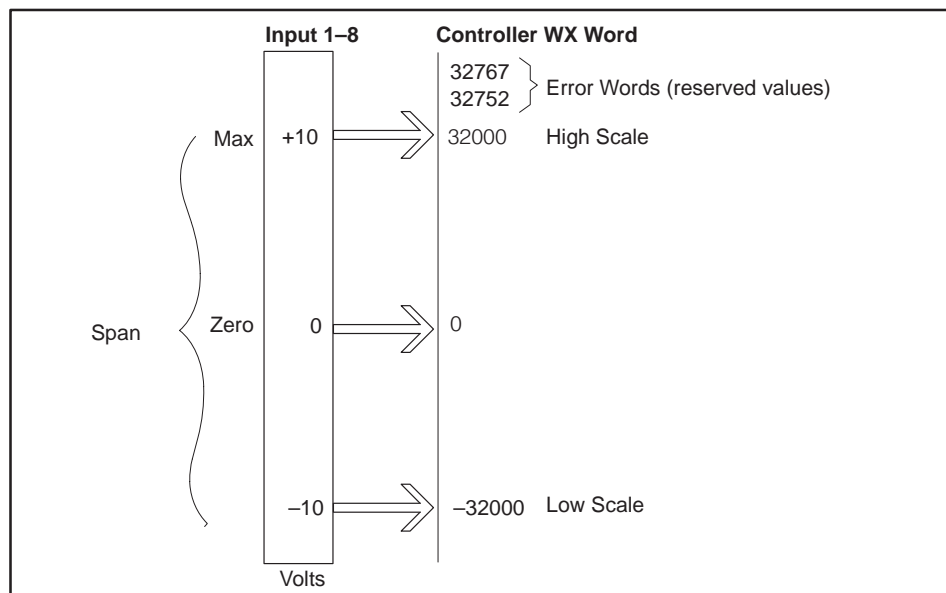 Input 1–8 Controller WX Word
32767
32752
Error Words (reserved values)
Max +10 32000 High Scale
Span
Zero 0 0
–10 –32000 Low Scale
Volts